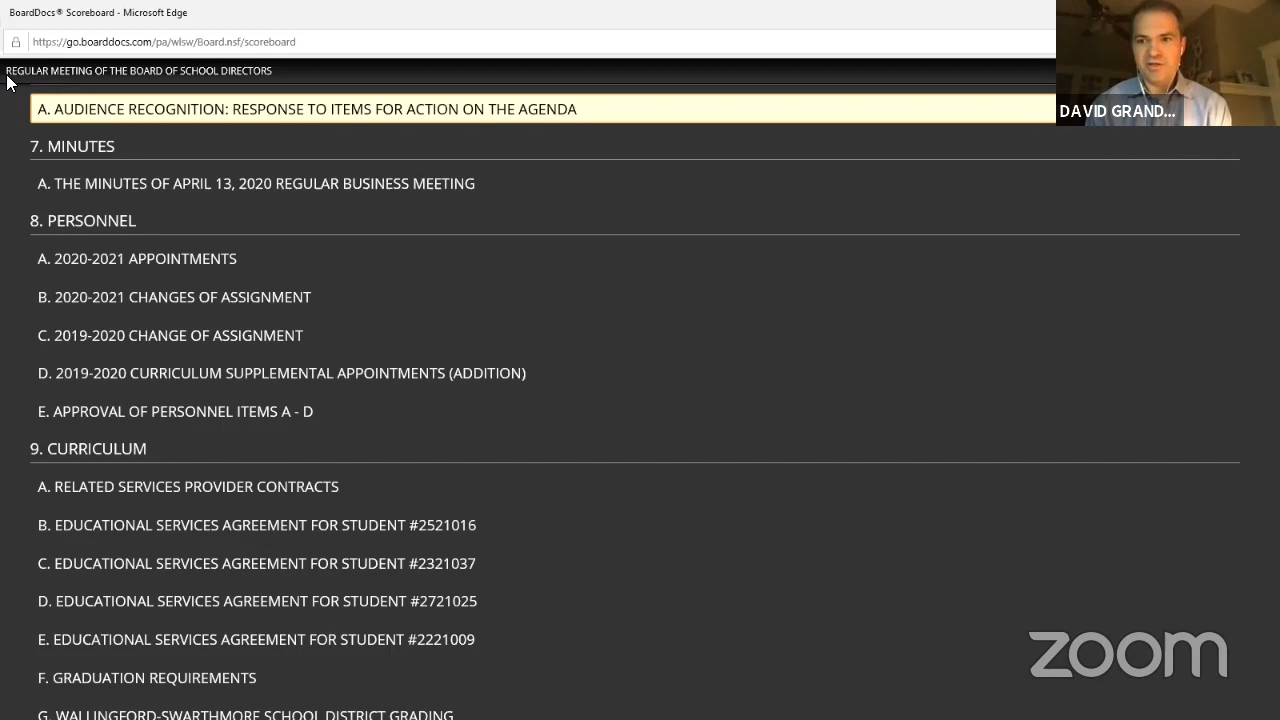 BoardDocs® Scoreboard - Microsoft Edge
https://go.boarddocs.com/pa/wlsw/Board.nsf/scoreboard
REGULAR MEETING OF THE BOARD OF SCHOOL DIRECTORS
A. AUDIENCE RECOGNITION: RESPONSE TO ITEMS FOR ACTION ON THE AGENDA
DAVID GRAND...
7. MINUTES
A. THE MINUTES OF APRIL 13, 2020 REGULAR BUSINESS MEETING
8. PERSONNEL
A. 2020-2021 APPOINTMENTS
B. 2020-2021 CHANGES OF ASSIGNMENT
C. 2019-2020 CHANGE OF ASSIGNMENT
D. 2019-2020 CURRICULUM SUPPLEMENTAL APPOINTMENTS (ADDITION)
E. APPROVAL OF PERSONNEL ITEMS A - D
9. CURRICULUM
A. RELATED SERVICES PROVIDER CONTRACTS
B. EDUCATIONAL SERVICES AGREEMENT FOR STUDENT #2521016
C. EDUCATIONAL SERVICES AGREEMENT FOR STUDENT #2321037
D. EDUCATIONAL SERVICES AGREEMENT FOR STUDENT #2721025
E. EDUCATIONAL SERVICES AGREEMENT FOR STUDENT #2221009
F. GRADUATION REQUIREMENTS
G. WALLINGFORD-SWARTHMORE SCHOOL DISTRICT GRADING
zoom